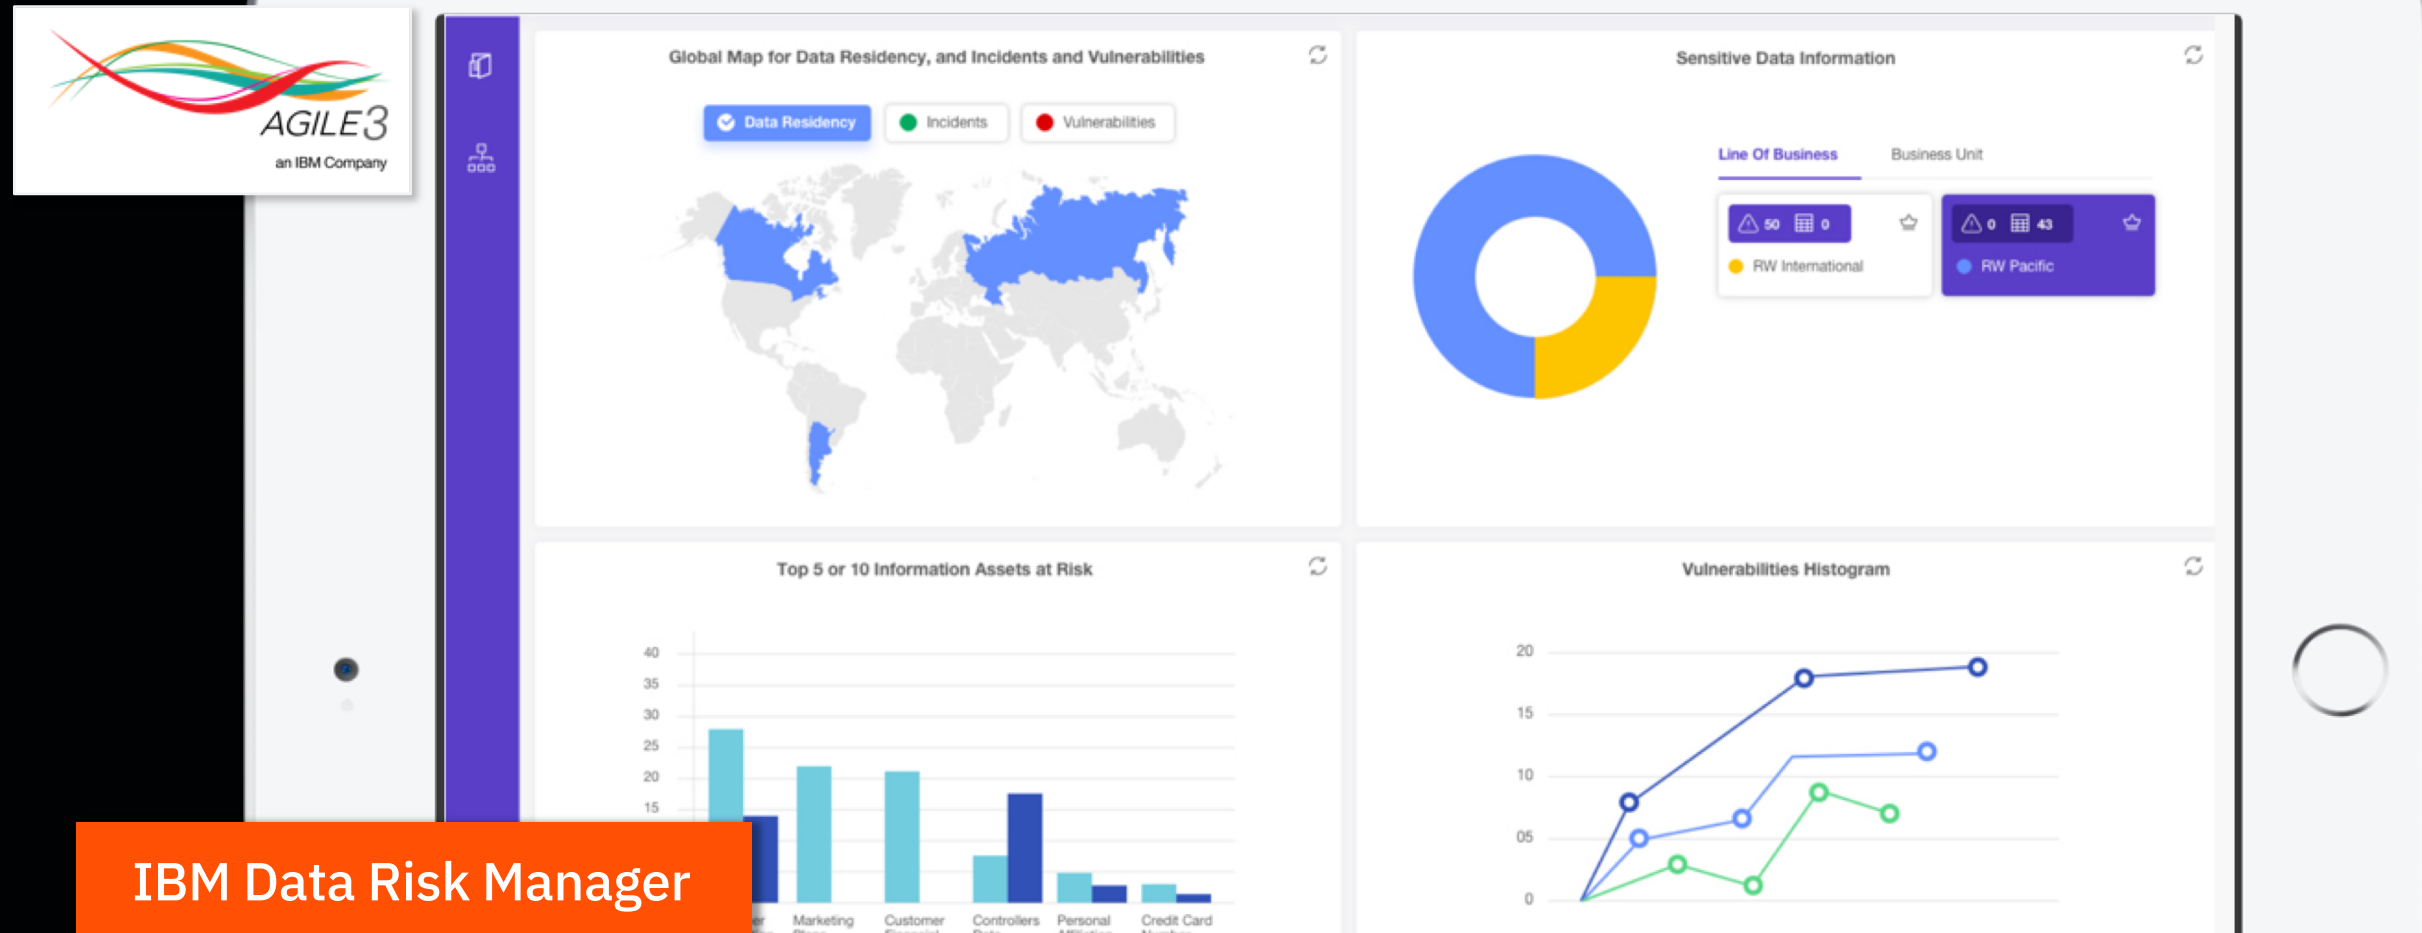 AGILE3
an IBM Company
Global Map for Data Residency, and Incidents and Vulnerabilities
Data Residency
Incidents
Vulnerabilities
Sensitive Data Information
Line Of Business
Business Unit
50 0
RW International
0 43
RW Pacific
Top 5 or 10 Information Assets at Risk
40
35
30
25
20
15
Marketing
Customer
Controllers
Personal
Credit Card
Vulnerabilities Histogram
20
15
10
05
0
IBM Data Risk Manager